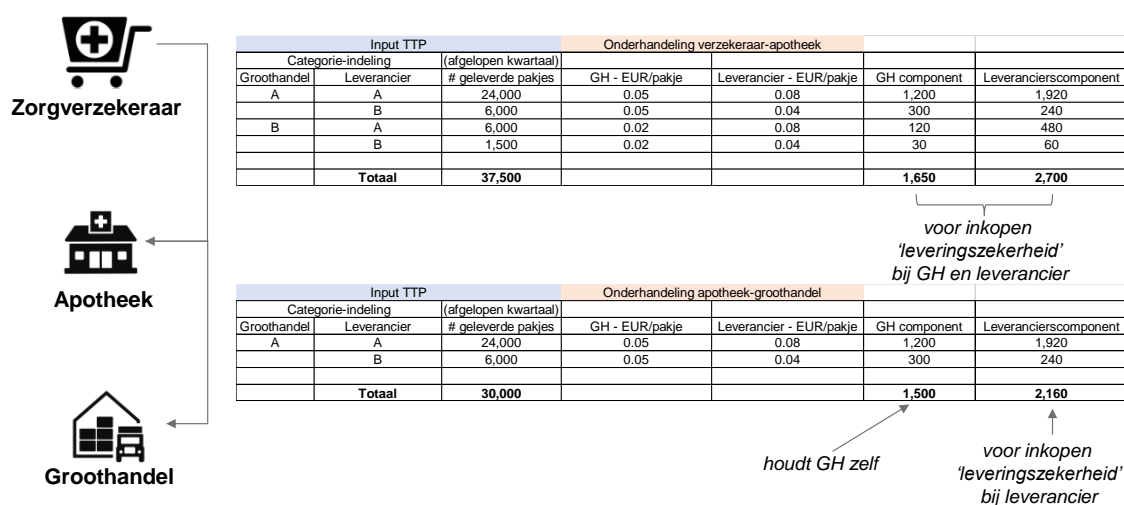 Zorgverzekeraar
Input TTP Onderhandeling verzekeraar-apotheek
Categorie-indeling (afgelopen kwartaal)
Groothandel Leverancier # geleverde pakjes GH - EUR/pakje Leverancier - EUR/pakje GH component Leverancierscomponent
A A 24,000 0.05 0.08 1,200 1,920
B 6,000 0.05 0.04 300 240
B A 6,000 0.02 0.08 120 480
B 1,500 0.02 0.04 30 60
Totaal 37,500 1,650 2,700
voor inkopen
‘leveringszekerheid’
bij GH en leverancier
Apotheek
Input TTP Onderhandeling apotheek-groothandel
Categorie-indeling (afgelopen kwartaal)
Groothandel Leverancier # geleverde pakjes GH - EUR/pakje Leverancier - EUR/pakje GH component Leverancierscomponent
A A 24,000 0.05 0.08 1,200 1,920
B 6,000 0.05 0.04 300 240
Totaal 30,000 1,500 2,160
Groothandel
houdt GH zelf
voor inkopen
‘leveringszekerheid’
bij leverancier